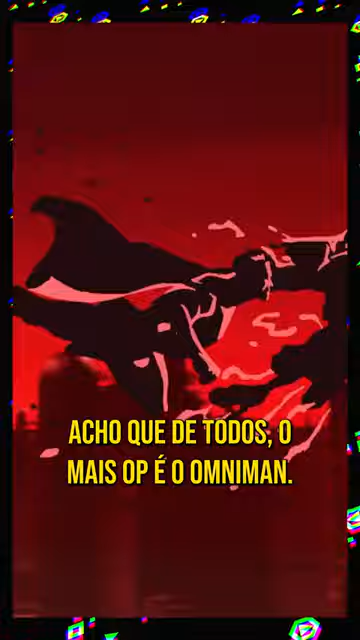 ACHO QUE DE TODOS, O
MAIS OP É O OMNIMAN.